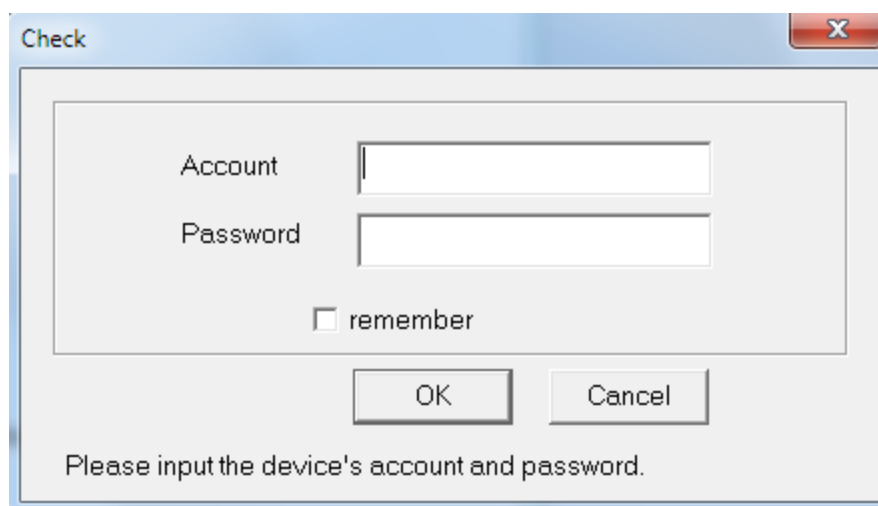 Check
Account
Password
remember
OK Cancel
Please input the device's account and password.